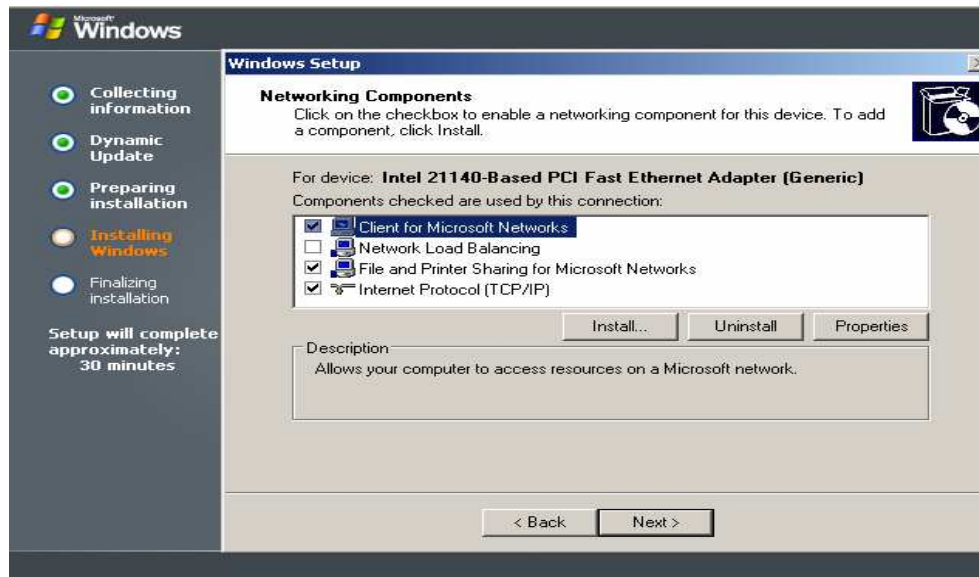 Microsoft
Windows
Collecting
information
Dynamic
Update
Preparing
installation
Installing
Windows
Finalizing
installation
Setup will complete
approximately:
30 minutes
Windows Setup
Networking Components
Click on the checkbox to enable a networking component for this device. To add
a component, click Install.
For device: Intel 21140-Based PCI Fast Ethernet Adapter (Generic)
Components checked are used by this connection:
Client for Microsoft Networks
Network Load Balancing
File and Printer Sharing for Microsoft Networks
Internet Protocol (TCP/IP)
Install... Uninstall Properties
Description
Allows your computer to access resources on a Microsoft network.
< Back Next >